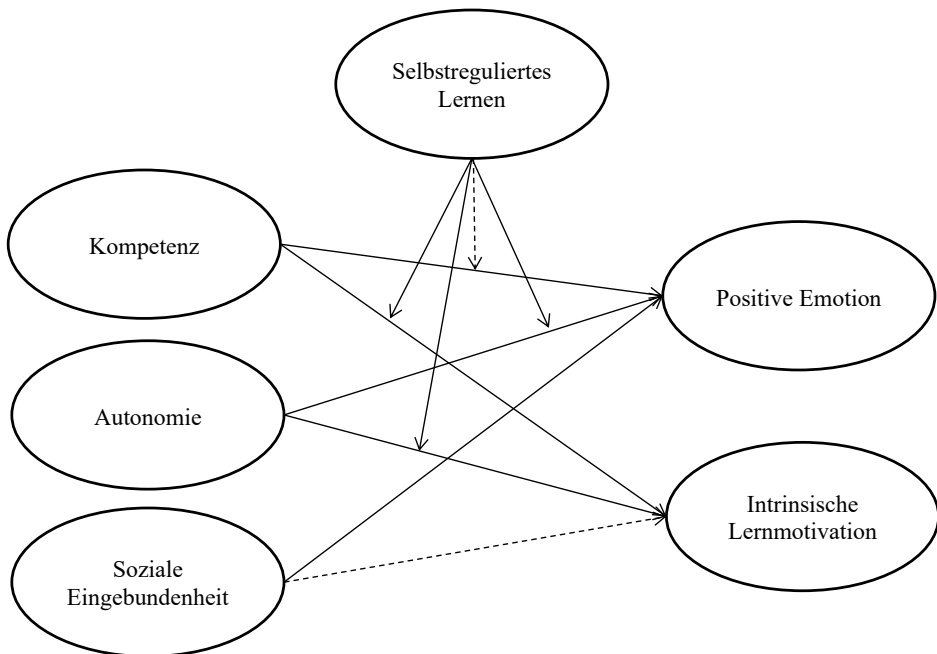 Selbstreguliertes
Lernen
Kompetenz
Positive Emotion
Autonomie
Intrinsische
Lernmotivation
Soziale
Eingebundenheit